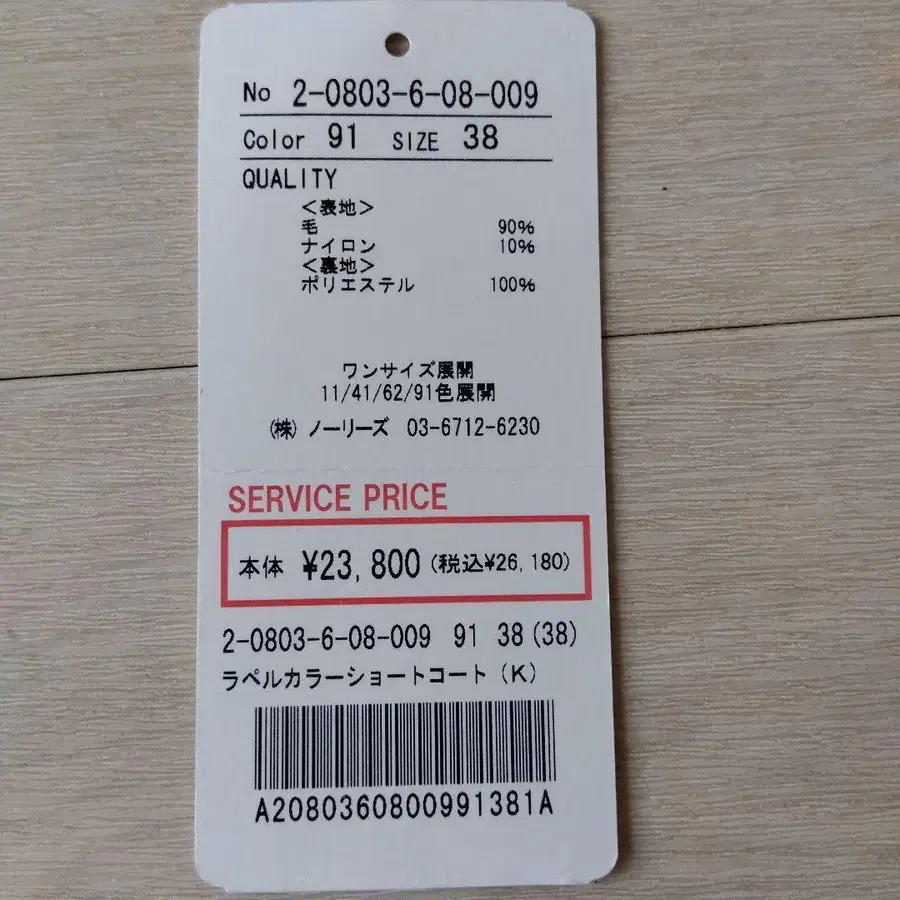 No 2-0803-6-08-009
Color 91 SIZE 38
QUALITY
＜表地＞
毛 90%
ナイロン 10%
＜裏地＞
ポリエステル 100%
ワンサイズ展開
11/41/62/91色展開
㈱ ノーリーズ 03-6712-6230
SERVICE PRICE
本体 ¥23,800 (税込¥26,180)
2-0803-6-08-009 91 38(38)
ラペルカラーショートコート（K）
A2080360800991381A